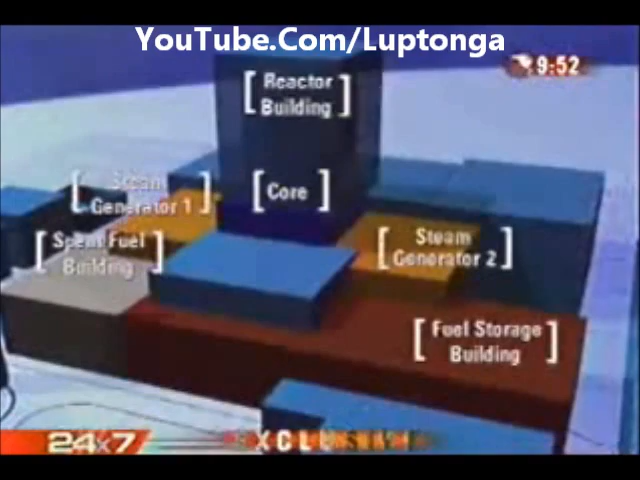 YouTube.Com/Luptonga
9:52
[ Reactor
Building ]
[ Steam
Generator 1 ]
[ Core ]
[ Spent Fuel
Building ]
[ Steam
Generator 2 ]
[ Fuel Storage
Building ]
24x7